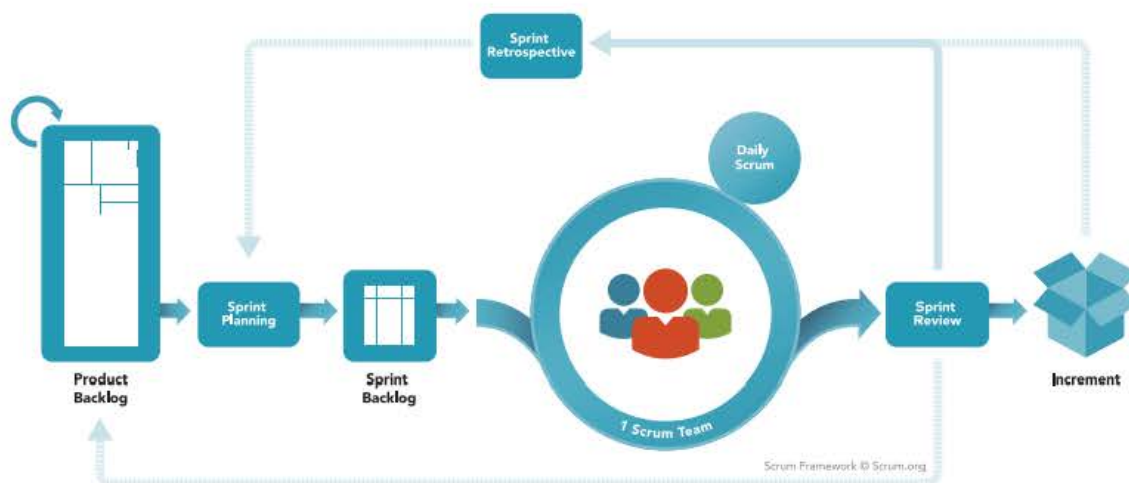 Sprint
Retrospective
Daily
Scrum
Sprint
Planning
Sprint
Review
Product
Backlog
Sprint
Backlog
Increment
1 Scrum Team
Scrum Framework © Scrum.org